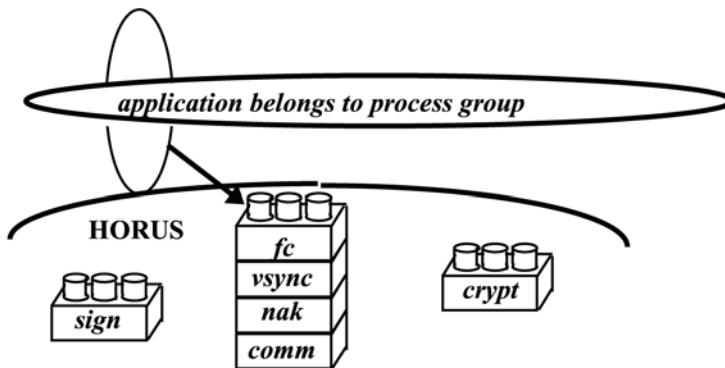 application belongs to process group
HORUS
fc
vsync
nak
comm
sign
crypt